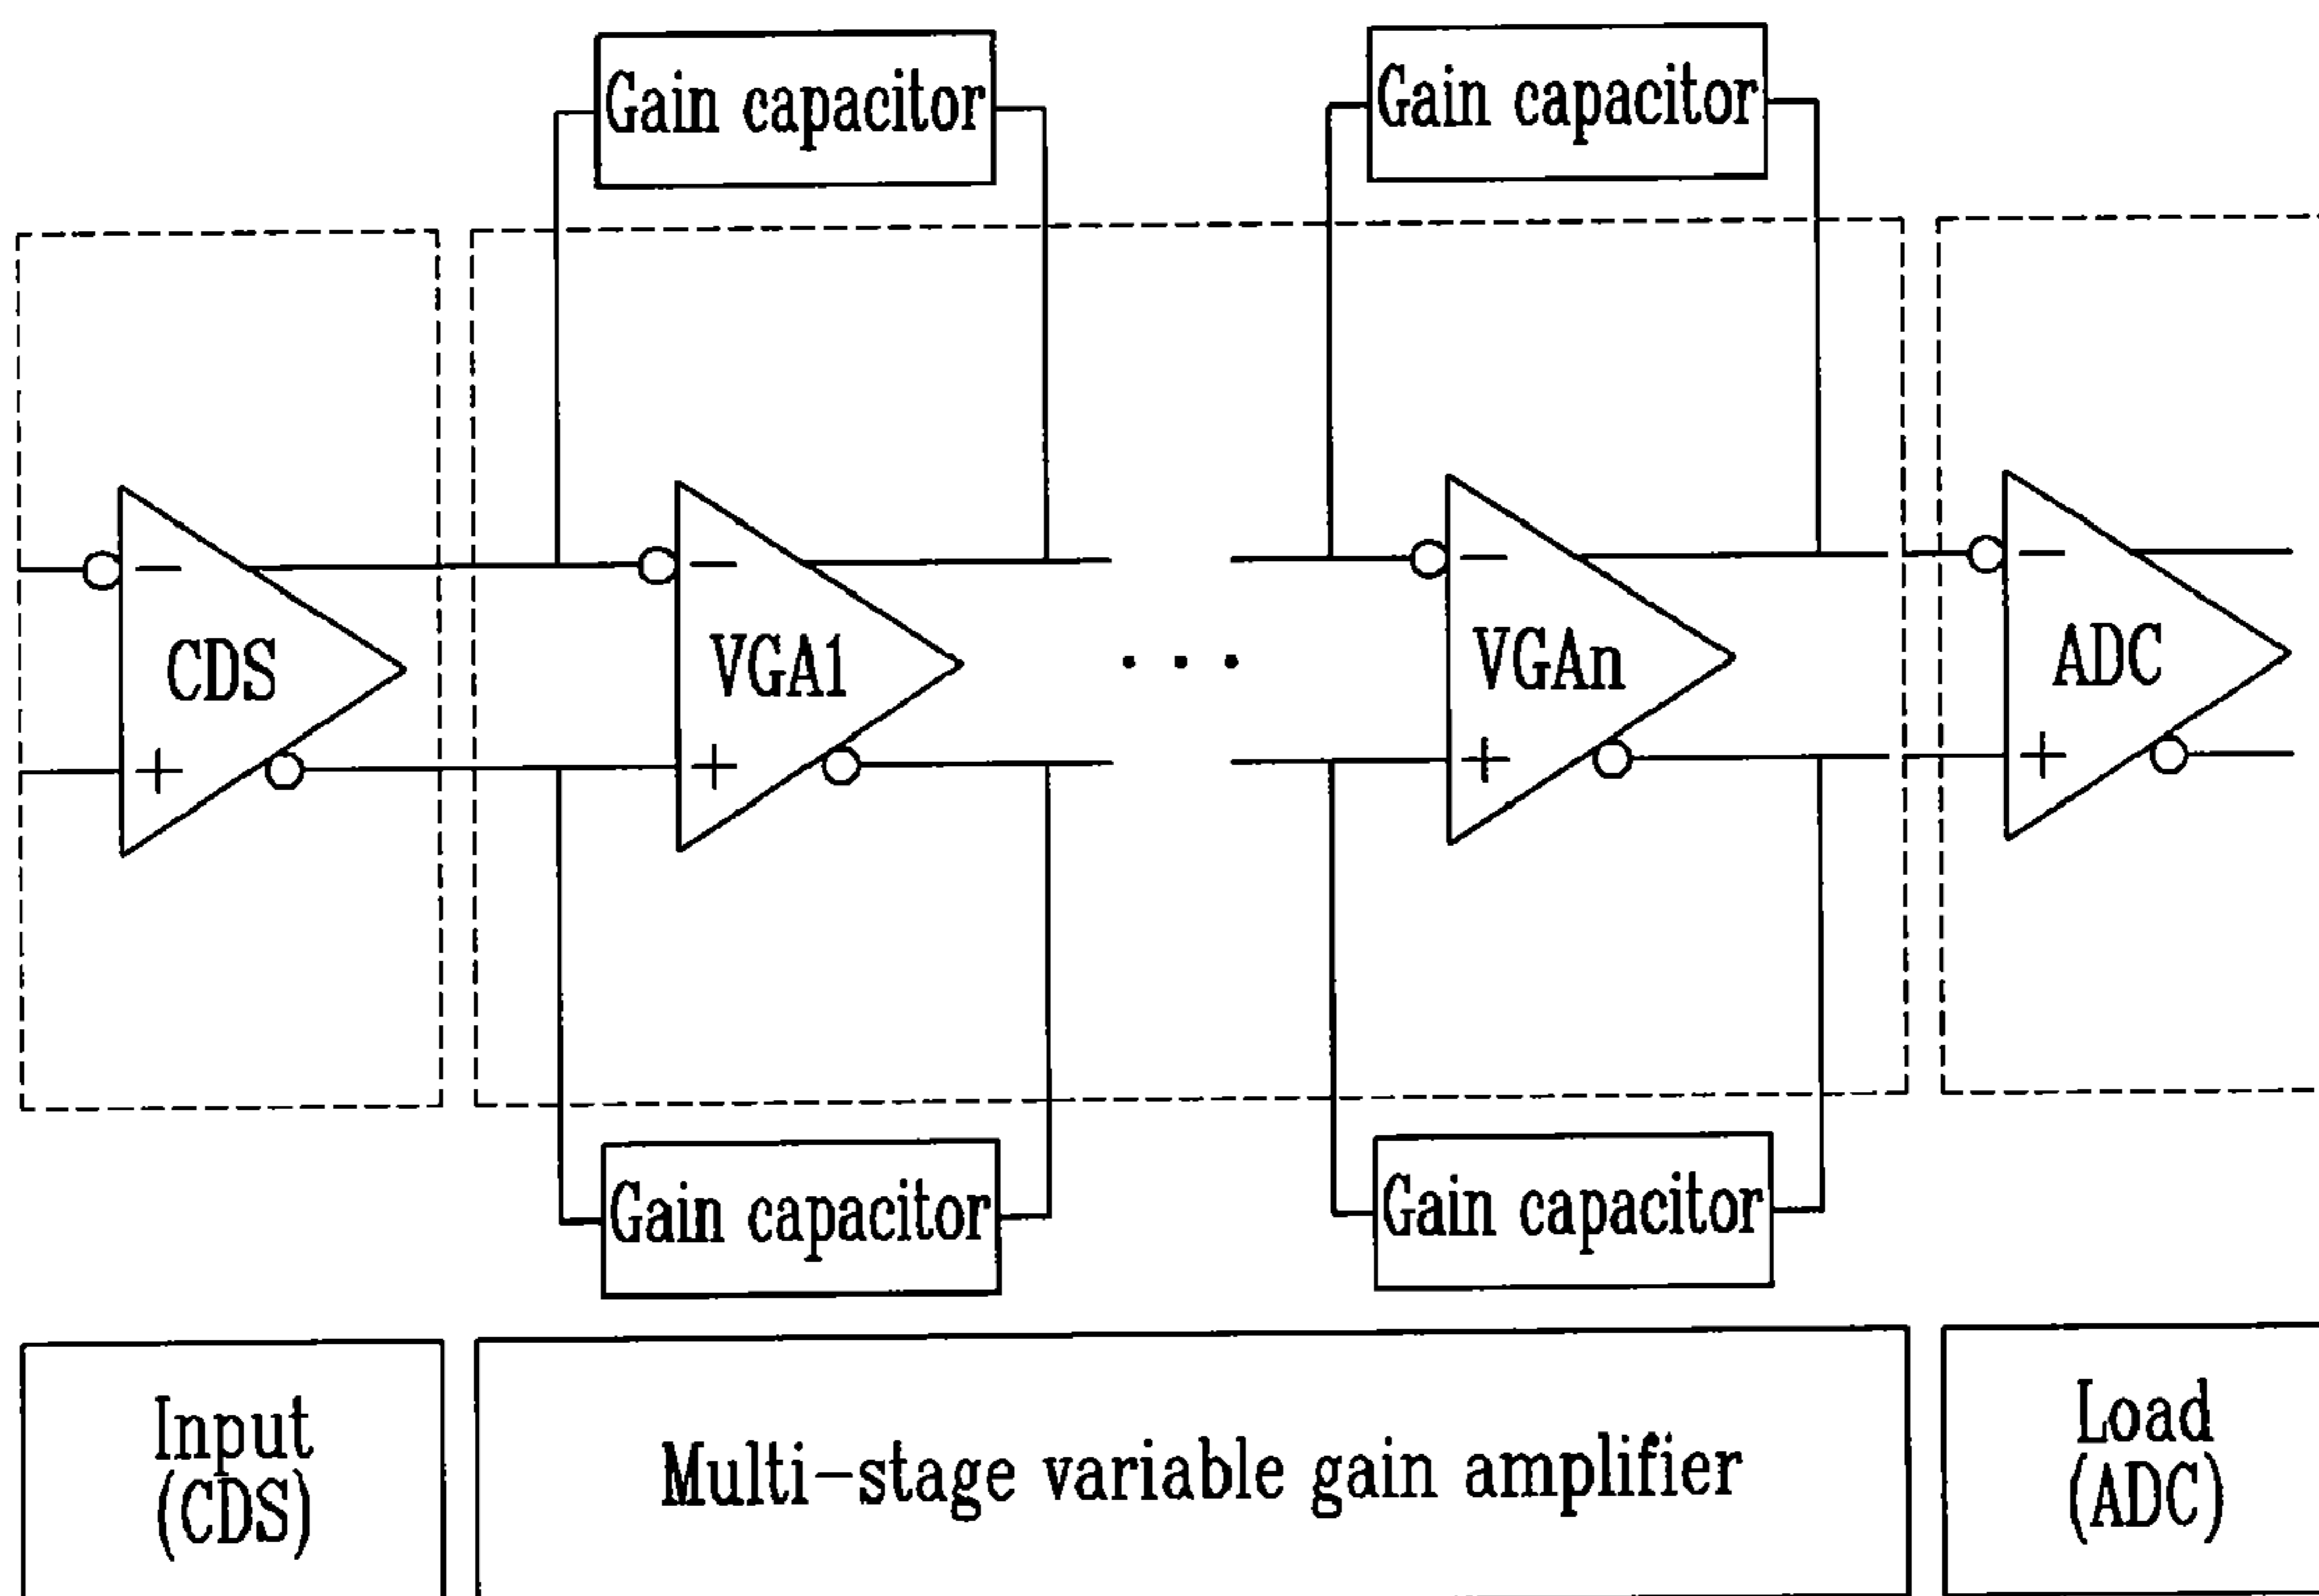 Gain capacitor
Gain capacitor
−
−
−
−
CDS
VGA1
...
VGAn
ADC
+
+
+
+
Gain capacitor
Gain capacitor
Input
(CDS)
Multi-stage variable gain amplifier
Load
(ADC)